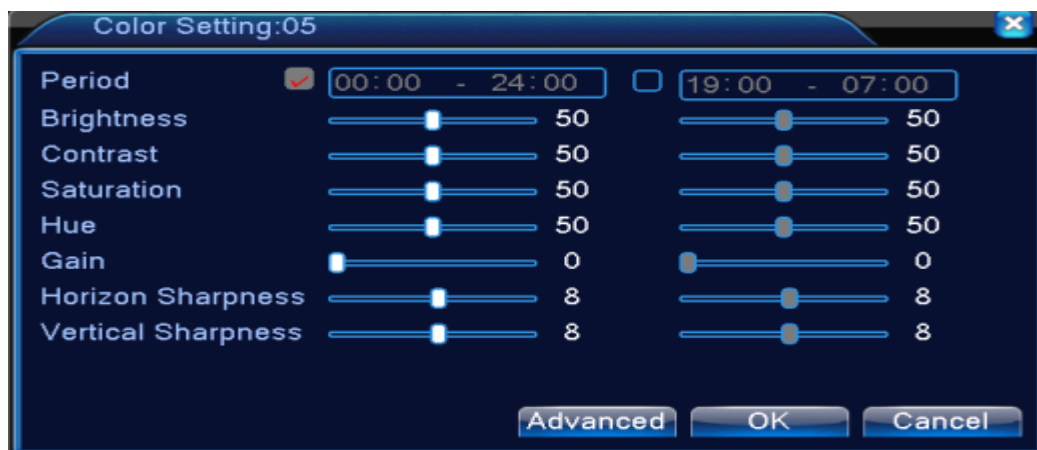 Color Setting:05
Period 00:00 - 24:00 19:00 - 07:00
Brightness 50 50
Contrast 50 50
Saturation 50 50
Hue 50 50
Gain 0 0
Horizon Sharpness 8 8
Vertical Sharpness 8 8
Advanced OK Cancel